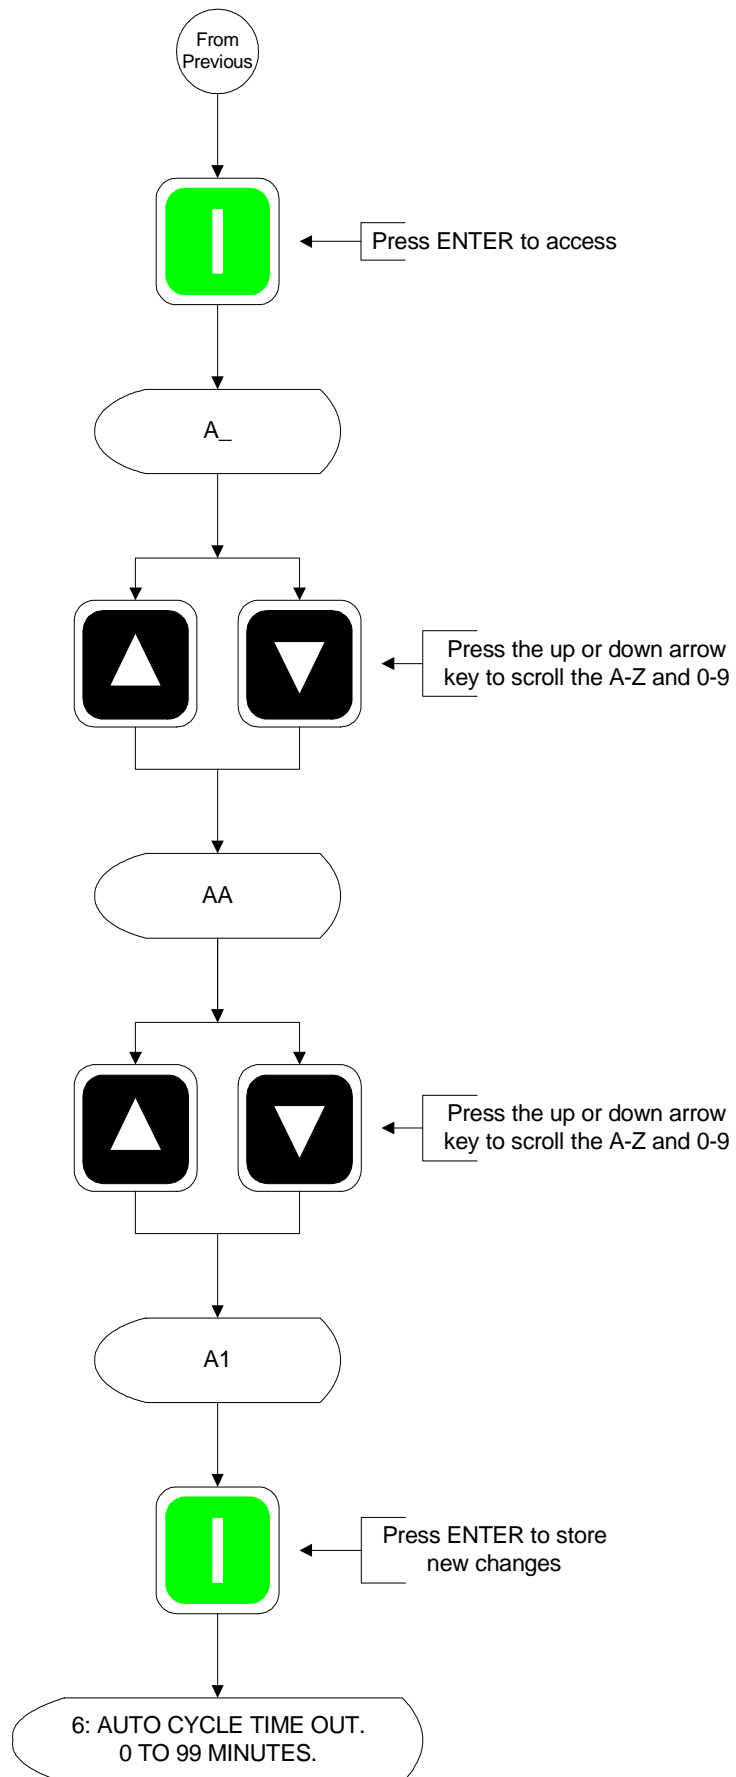 From
Previous
Press ENTER to access
A_
Press the up or down arrow
key to scroll the A-Z and 0-9
AA
Press the up or down arrow
key to scroll the A-Z and 0-9
A1
Press ENTER to store
new changes
6: AUTO CYCLE TIME OUT.
0 TO 99 MINUTES.